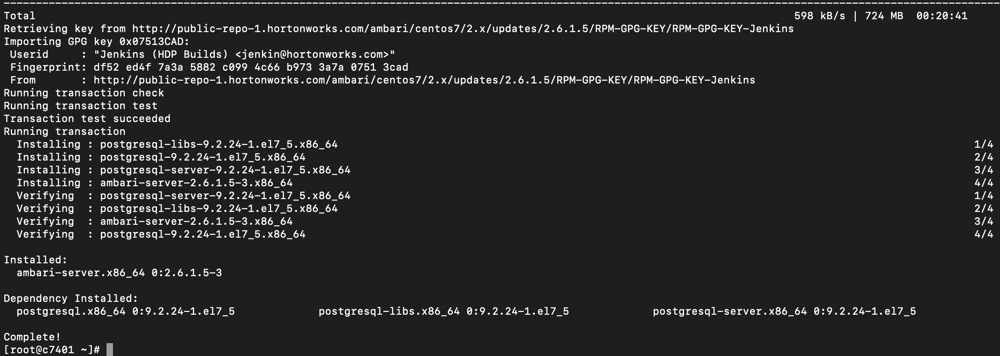 Total 598 kB/s | 724 MB 00:20:41
Retrieving key from http://public-repo-1.hortonworks.com/ambari/centos7/2.x/updates/2.6.1.5/RPM-GPG-KEY/RPM-GPG-KEY-Jenkins
Importing GPG key 0x07513CAD:
 Userid     : "Jenkins (HDP Builds) <jenkin@hortonworks.com>"
 Fingerprint: df52 ed4f 7a3a 5882 c099 4c66 b973 3a7a 0751 3cad
 From       : http://public-repo-1.hortonworks.com/ambari/centos7/2.x/updates/2.6.1.5/RPM-GPG-KEY/RPM-GPG-KEY-Jenkins
Running transaction check
Running transaction test
Transaction test succeeded
Running transaction
  Installing : postgresql-libs-9.2.24-1.el7_5.x86_64 1/4
  Installing : postgresql-9.2.24-1.el7_5.x86_64 2/4
  Installing : postgresql-server-9.2.24-1.el7_5.x86_64 3/4
  Installing : ambari-server-2.6.1.5-3.x86_64 4/4
  Verifying  : postgresql-server-9.2.24-1.el7_5.x86_64 1/4
  Verifying  : postgresql-libs-9.2.24-1.el7_5.x86_64 2/4
  Verifying  : ambari-server-2.6.1.5-3.x86_64 3/4
  Verifying  : postgresql-9.2.24-1.el7_5.x86_64 4/4
Installed:
  ambari-server.x86_64 0:2.6.1.5-3
Dependency Installed:
  postgresql.x86_64 0:9.2.24-1.el7_5 postgresql-libs.x86_64 0:9.2.24-1.el7_5 postgresql-server.x86_64 0:9.2.24-1.el7_5
Complete!
[root@c7401 ~]#